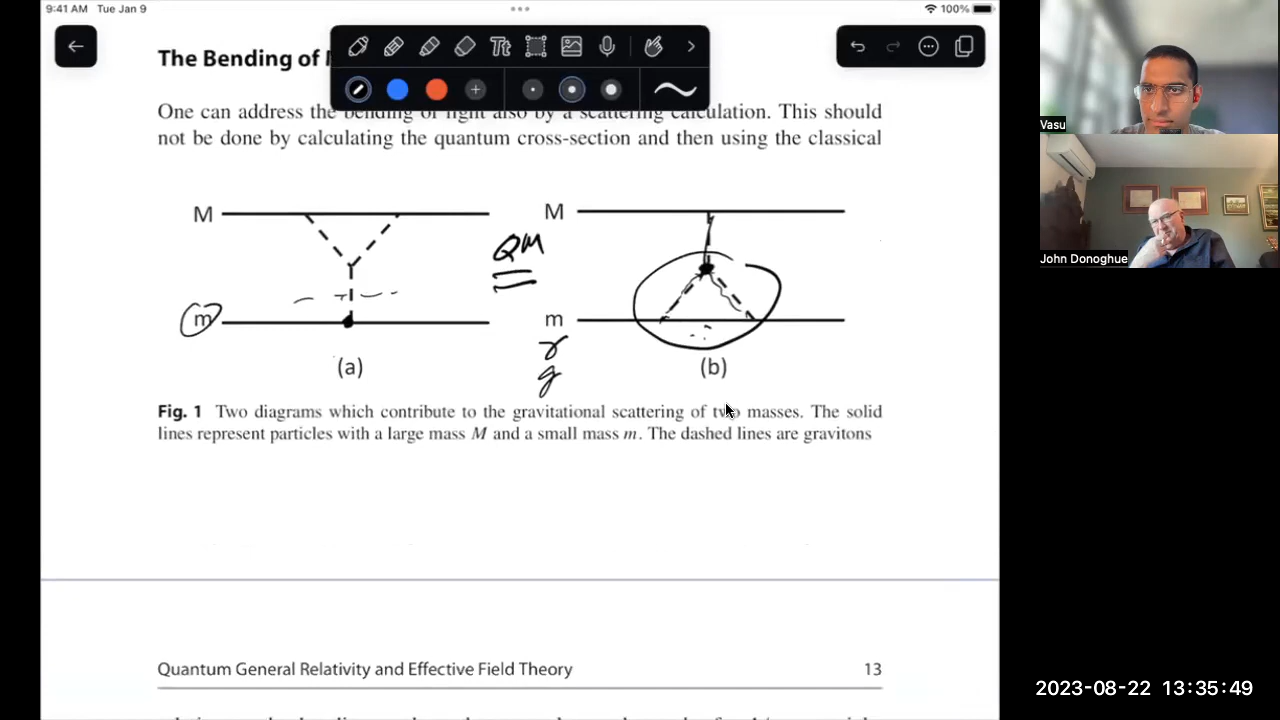 9:41 AM Tue Jan 9
100%
Tt
The Bending of
One can address the bending of light also by a scattering calculation. This should
not be done by calculating the quantum cross-section and then using the classical
M
M
QM
m
m
γ
g
(a)
(b)
Fig. 1 Two diagrams which contribute to the gravitational scattering of two masses. The solid
lines represent particles with a large mass M and a small mass m. The dashed lines are gravitons
Quantum General Relativity and Effective Field Theory
13
Vasu
John Donoghue
2023-08-22 13:35:49